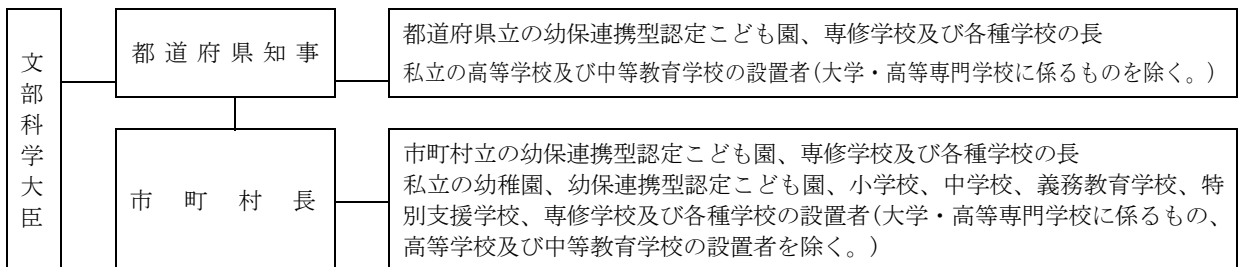 文部科学大臣
都道府県知事
都道府県立の幼保連携型認定こども園、専修学校及び各種学校の長
私立の高等学校及び中等教育学校の設置者(大学・高等専門学校に係るものを除く。)
市町村長
市町村立の幼保連携型認定こども園、専修学校及び各種学校の長
私立の幼稚園、幼保連携型認定こども園、小学校、中学校、義務教育学校、特
別支援学校、専修学校及び各種学校の設置者(大学・高等専門学校に係るもの、
高等学校及び中等教育学校の設置者を除く。)